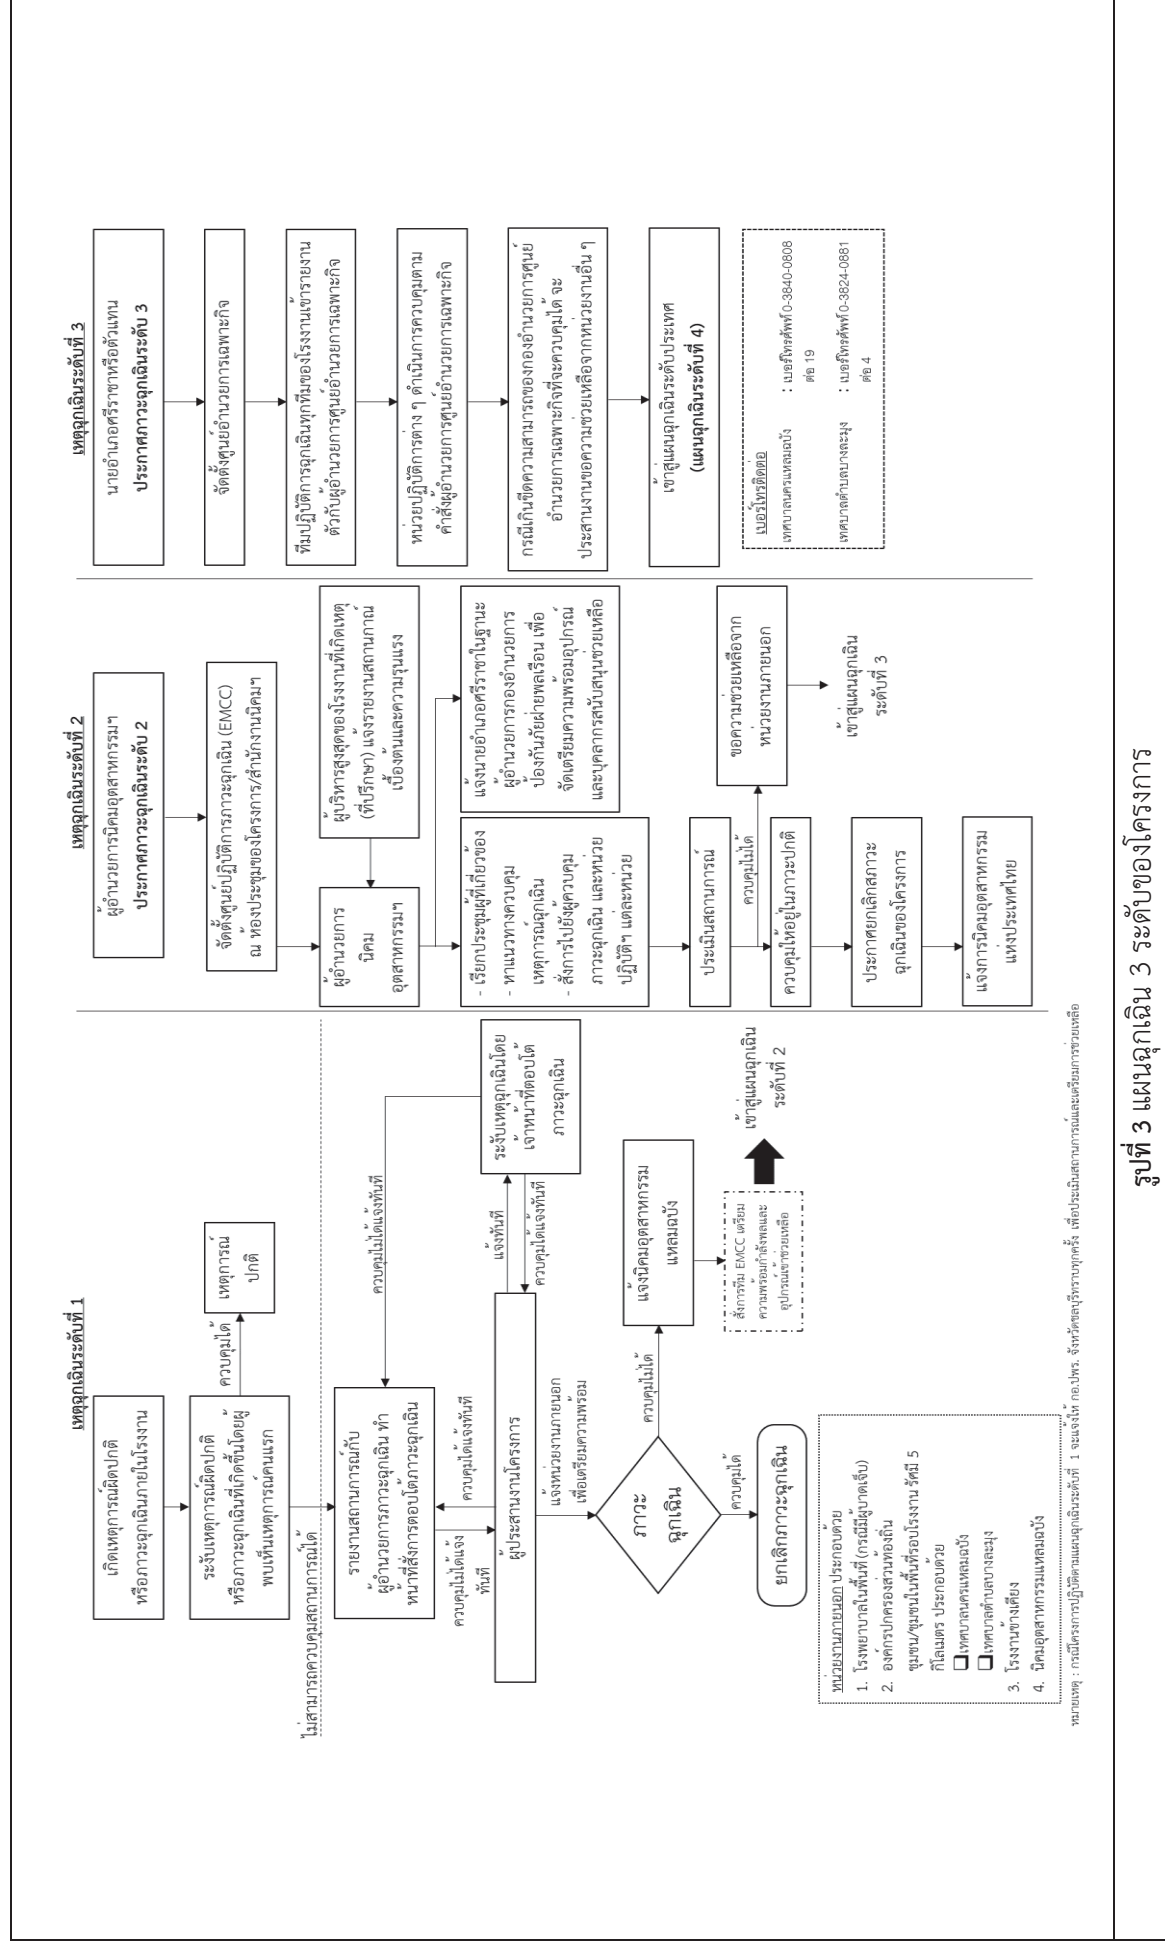 เหตุฉุกเฉินระดับที่ 1
เกิดเหตุการณ์ผิดปกติ
หรือภาวะฉุกเฉินภายในโรงงาน
ระงับเหตุการณ์ผิดปกติ
หรือภาวะฉุกเฉินที่เกิดขึ้นโดยผู้
พบเห็นเหตุการณ์คนแรก
ควบคุมได้
เหตุการณ์
ปกติ
ไม่สามารถควบคุมสถานการณ์ได้
รายงานสถานการณ์กับ
ผู้อำนวยการภาวะฉุกเฉิน ทำ
หน้าที่สั่งการตอบโต้ภาวะฉุกเฉิน
ควบคุมไม่ได้แจ้งทันที
ระงับเหตุฉุกเฉินโดย
เจ้าหน้าที่ตอบโต้
ภาวะฉุกเฉิน
ควบคุมไม่ได้แจ้ง
ทันที
ควบคุมได้แจ้งทันที
แจ้งทันที
ควบคุมได้แจ้งทันที
ผู้ประสานงานโครงการ
แจ้งหน่วยงานภายนอก
เพื่อเตรียมความพร้อม
ภาวะ
ฉุกเฉิน
ควบคุมไม่ได้
แจ้งนิคมอุตสาหกรรม
แหลมฉบัง
สั่งการทีม EMCC เตรียม
ความพร้อมกำลังพลและ
อุปกรณ์เข้าช่วยเหลือ
เข้าสู่แผนฉุกเฉิน
ระดับที่ 2
ควบคุมได้
ยกเลิกภาวะฉุกเฉิน
หน่วยงานภายนอก ประกอบด้วย
1. โรงพยาบาลในพื้นที่ (กรณีมีผู้บาดเจ็บ)
2. องค์กรปกครองส่วนท้องถิ่น
ชุมชน/ชุมชนในพื้นที่รอบโรงงาน รัศมี 5
กิโลเมตร ประกอบด้วย
❑เทศบาลนครแหลมฉบัง
❑เทศบาลตำบลบางละมุง
3. โรงงานข้างเคียง
4. นิคมอุตสาหกรรมแหลมฉบัง
หมายเหตุ : กรณีโครงการปฏิบัติตามแผนฉุกเฉินระดับที่ 1 จะแจ้งให้ กอ.ปพร. จังหวัดชลบุรีทราบทุกครั้ง เพื่อประเมินสถานการณ์และเตรียมการช่วยเหลือ
เหตุฉุกเฉินระดับที่ 2
ผู้อำนวยการนิคมอุตสาหกรรมฯ
ประกาศภาวะฉุกเฉินระดับ 2
จัดตั้งศูนย์ปฏิบัติการภาวะฉุกเฉิน (EMCC)
ณ ห้องประชุมของโครงการ/สำนักงานนิคมฯ
ผู้อำนวยการ
นิคม
อุตสาหกรรมฯ
ผู้บริหารสูงสุดของโรงงานที่เกิดเหตุ
(ที่ปรึกษา) แจ้งรายงานสถานกาณ์
เบื้องต้นและความรุนแรง
- เรียกประชุมผู้ที่เกี่ยวข้อง
- หาแนวทางควบคุม
เหตุการณ์ฉุกเฉิน
- สั่งการไปยังผู้ควบคุม
ภาวะฉุกเฉิน และหน่วย
ปฏิบัติฯ แต่ละหน่วย
แจ้งนายอำเภอศรีราชาในฐานะ
ผู้อำนวยการกองอำนวยการ
ป้องกันภัยฝ่ายพลเรือน เพื่อ
จัดเตรียมความพร้อมอุปกรณ์
และบุคลากรสนับสนุนช่วยเหลือ
ประเมินสถานการณ์
ควบคุมไม่ได้
ขอความช่วยเหลือจาก
หน่วยงานภายนอก
เข้าสู่แผนฉุกเฉิน
ระดับที่ 3
ควบคุมให้อยู่ในภาวะปกติ
ประกาศยกเลิกสภาวะ
ฉุกเฉินของโครงการ
แจ้งการนิคมอุตสาหกรรม
แห่งประเทศไทย
เหตุฉุกเฉินระดับที่ 3
นายอำเภอศรีราชาหรือตัวแทน
ประกาศภาวะฉุกเฉินระดับ 3
จัดตั้งศูนย์อำนวยการเฉพาะกิจ
ทีมปฏิบัติการฉุกเฉินทุกทีมของโรงงานเข้ารายงาน
ตัวกับผู้อำนวยการศูนย์อำนวยการเฉพาะกิจ
หน่วยปฏิบัติการต่าง ๆ ดำเนินการควบคุมตาม
คำสั่งผู้อำนวยการศูนย์อำนวยการเฉพาะกิจ
กรณีเกินขีดความสามารถของกองอำนวยการศูนย์
อำนวยการเฉพาะกิจที่จะควบคุมได้ จะ
ประสานงานขอความช่วยเหลือจากหน่วยงานอื่น ๆ
เข้าสู่แผนฉุกเฉินระดับประเทศ
(แผนฉุกเฉินระดับที่ 4)
เบอร์โทรติดต่อ
เทศบาลนครแหลมฉบัง : เบอร์โทรศัพท์ 0-3840-0808
ต่อ 19
เทศบาลตำบลบางละมุง : เบอร์โทรศัพท์ 0-3824-0881
ต่อ 4
รูปที่ 3 แผนฉุกเฉิน 3 ระดับของโครงการ